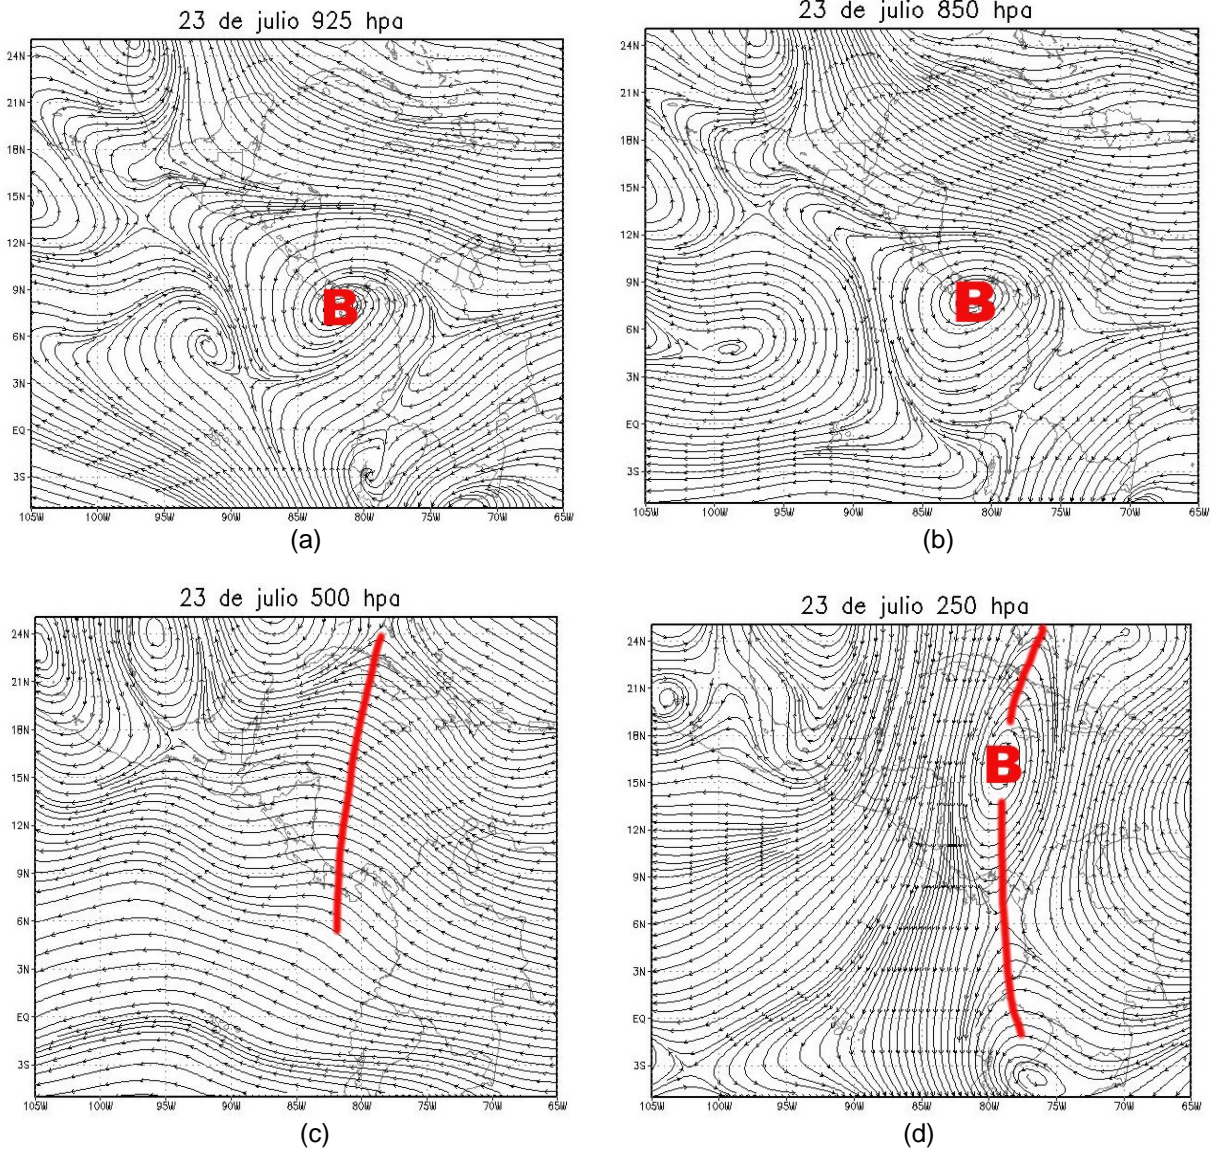 23 de julio 925 hpa
24N
21N
18N
15N
12N
9N
6N
3N
EQ
3S
B
105W 100W 95W 90W 85W 80W 75W 70W 65W
(a)
23 de julio 850 hpa
24N
21N
18N
15N
12N
9N
6N
3N
EQ
3S
B
105W 100W 95W 90W 85W 80W 75W 70W 65W
(b)
23 de julio 500 hpa
24N
21N
18N
15N
12N
9N
6N
3N
EQ
3S
105W 100W 95W 90W 85W 80W 75W 70W 65W
(c)
23 de julio 250 hpa
24N
21N
18N
15N
12N
9N
6N
3N
EQ
3S
B
105W 100W 95W 90W 85W 80W 75W 70W 65W
(d)